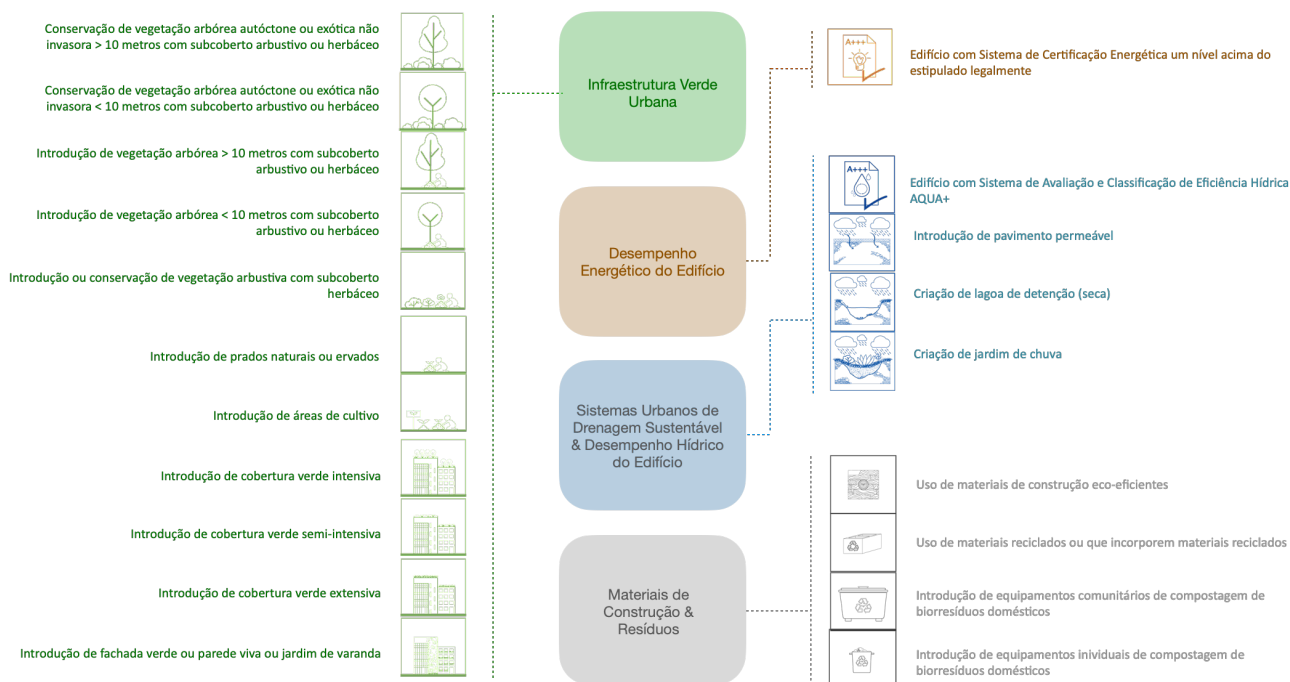 Conservação de vegetação arbórea autóctone ou exótica não
invasora > 10 metros com subcoberto arbustivo ou herbáceo
Conservação de vegetação arbórea autóctone ou exótica não
invasora < 10 metros com subcoberto arbustivo ou herbáceo
Introdução de vegetação arbórea > 10 metros com subcoberto
arbustivo ou herbáceo
Introdução de vegetação arbórea < 10 metros com subcoberto
arbustivo ou herbáceo
Introdução ou conservação de vegetação arbustiva com subcoberto
herbáceo
Introdução de prados naturais ou ervados
Introdução de áreas de cultivo
Introdução de cobertura verde intensiva
Introdução de cobertura verde semi-intensiva
Introdução de cobertura verde extensiva
Introdução de fachada verde ou parede viva ou jardim de varanda
Infraestrutura Verde
Urbana
Desempenho
Energético do Edifício
Sistemas Urbanos de
Drenagem Sustentável
& Desempenho Hídrico
do Edifício
Materiais de
Construção &
Resíduos
A+++
Edifício com Sistema de Certificação Energética um nível acima do
estipulado legalmente
A+++
Edifício com Sistema de Avaliação e Classificação de Eficiência Hídrica
AQUA+
Introdução de pavimento permeável
Criação de lagoa de detenção (seca)
Criação de jardim de chuva
Uso de materiais de construção eco-eficientes
Uso de materiais reciclados ou que incorporem materiais reciclados
Introdução de equipamentos comunitários de compostagem de
biorresíduos domésticos
Introdução de equipamentos inividuais de compostagem de
biorresíduos domésticos